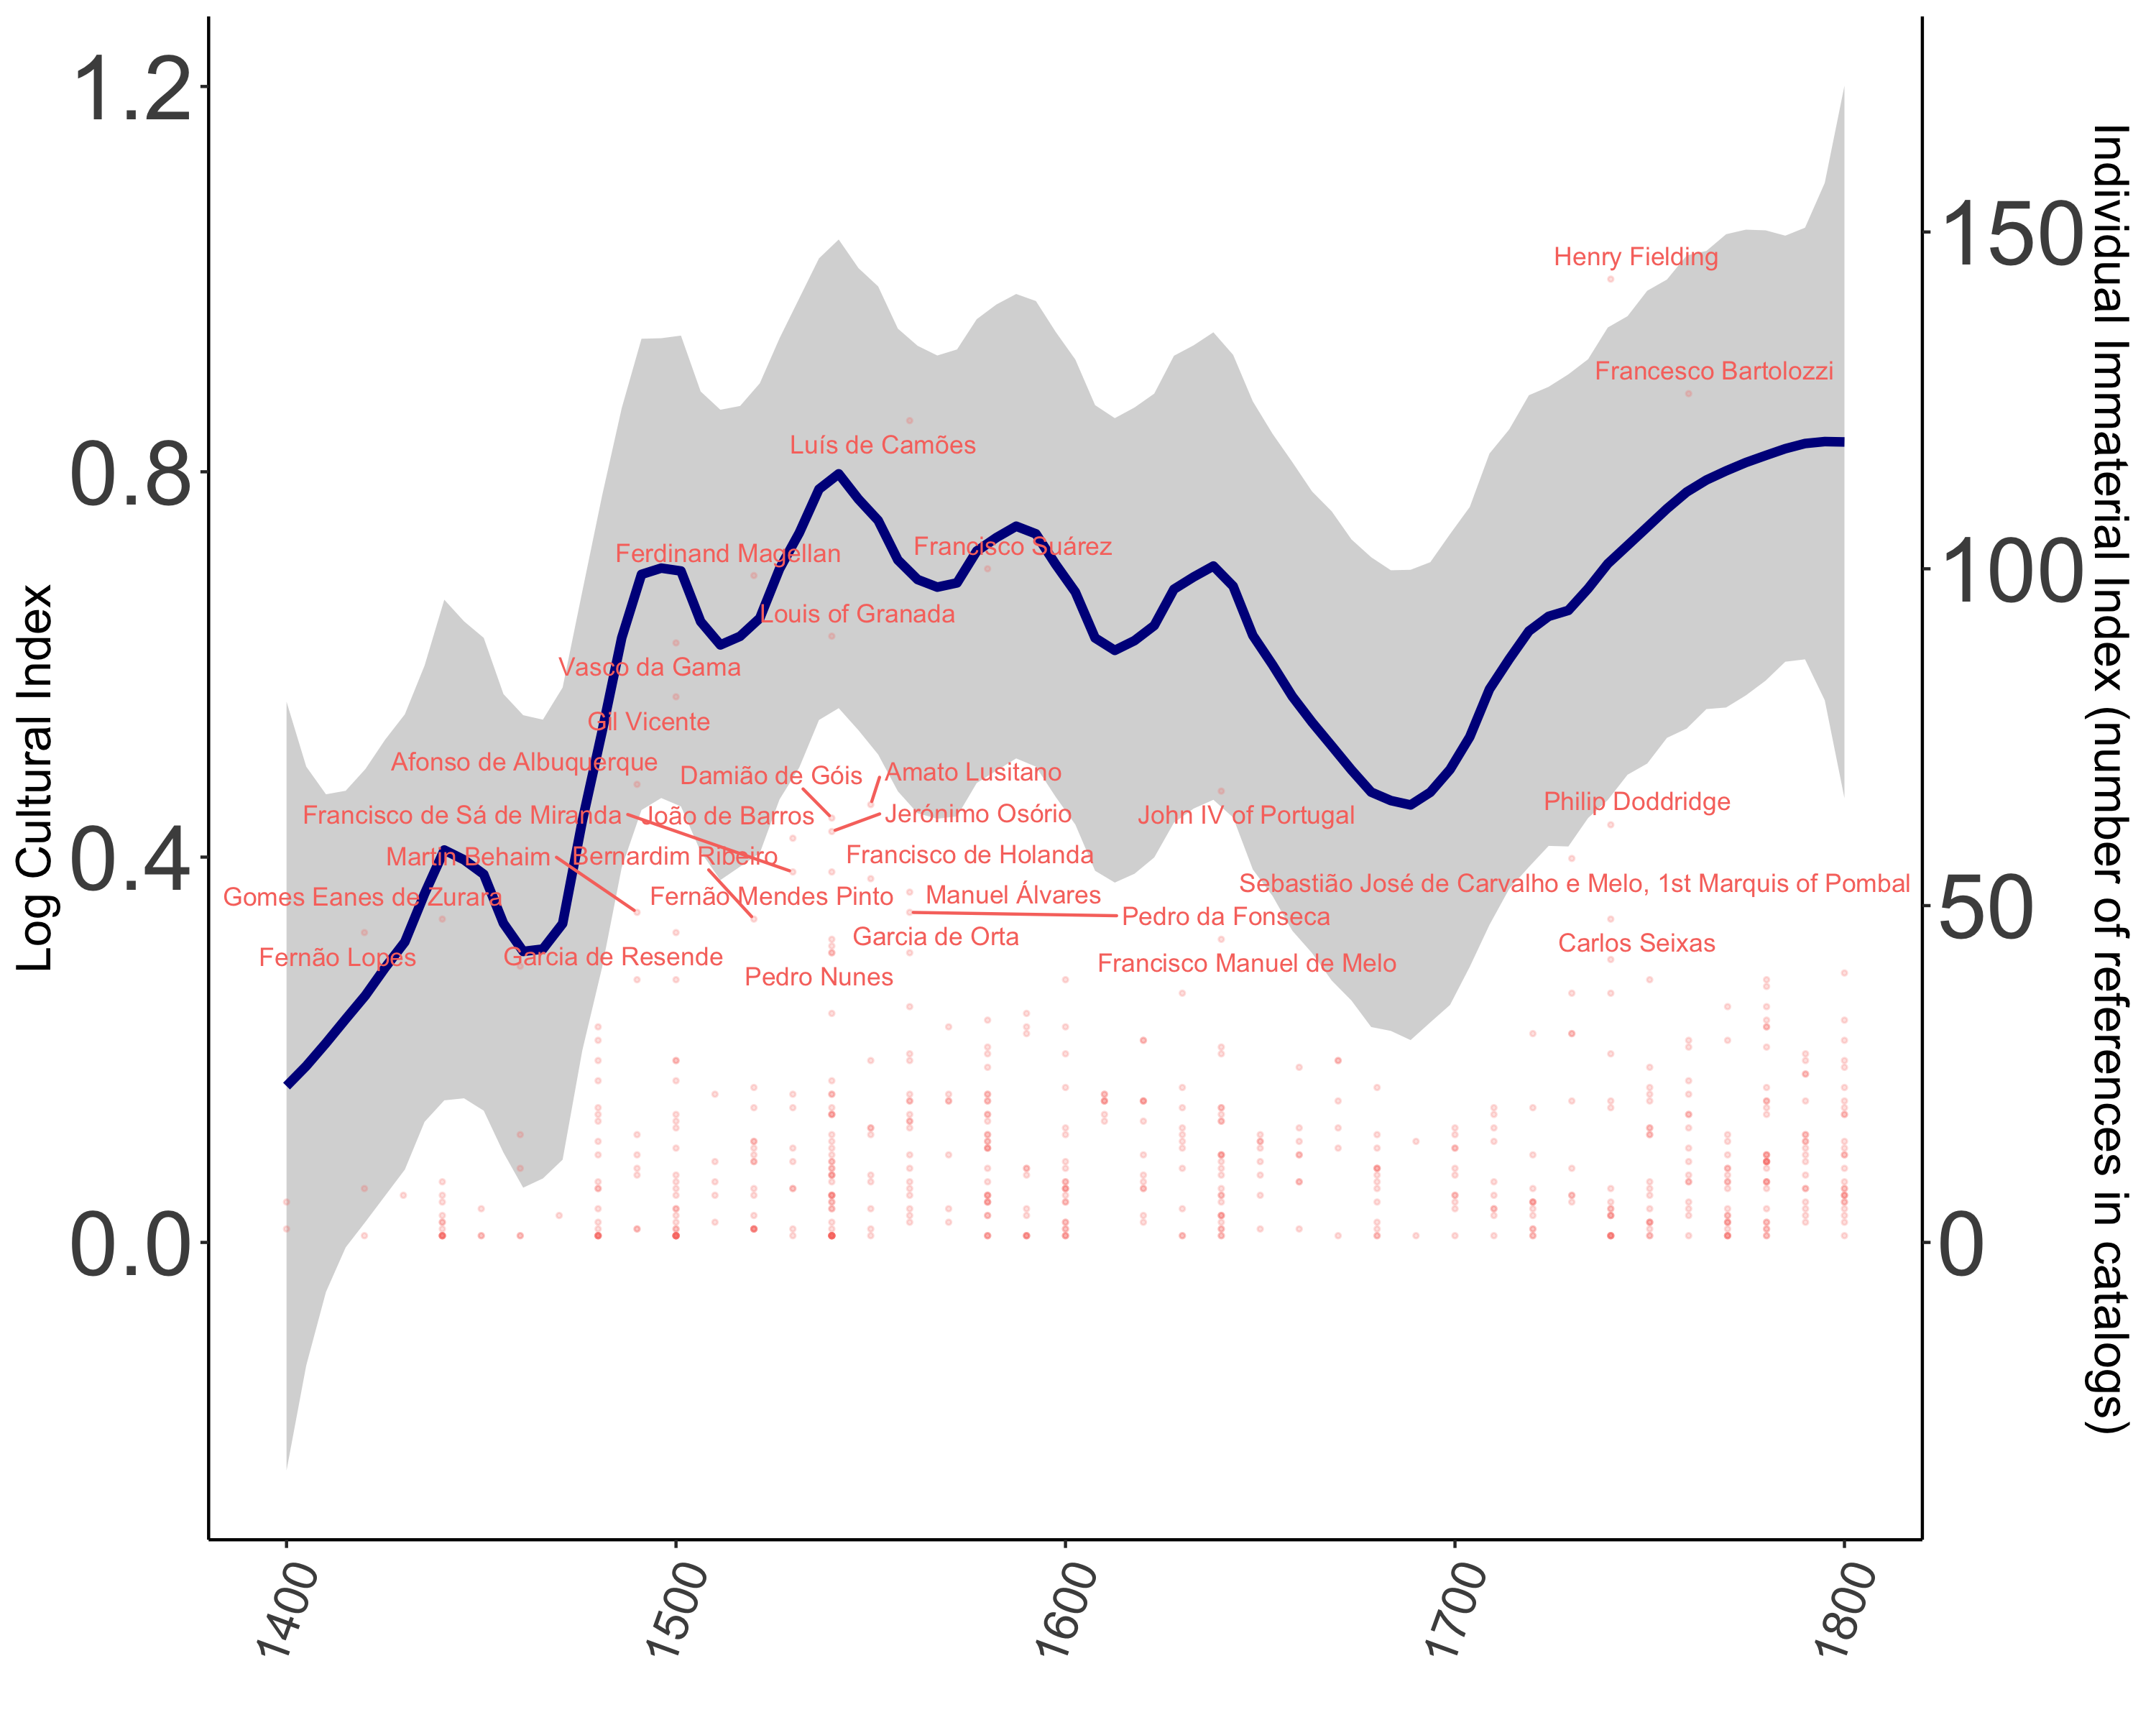 1.2
0.8
0.4
0.0
Log Cultural Index
150
100
50
0
Individual Immaterial Index (number of references in catalogs)
Henry Fielding
Francesco Bartolozzi
Luís de Camões
Ferdinand Magellan
Francisco Suárez
Louis of Granada
Vasco da Gama
Gil Vicente
Afonso de Albuquerque
Damião de Góis
Amato Lusitano
Francisco de Sá de Miranda
João de Barros
Jerónimo Osório
John IV of Portugal
Philip Doddridge
Martin Behaim
Bernardim Ribeiro
Francisco de Holanda
Gomes Eanes de Zurara
Fernão Mendes Pinto
Manuel Álvares
Sebastião José de Carvalho e Melo, 1st Marquis of Pombal
Pedro da Fonseca
Garcia de Orta
Carlos Seixas
Fernão Lopes
Garcia de Resende
Francisco Manuel de Melo
Pedro Nunes
1400
1500
1600
1700
1800